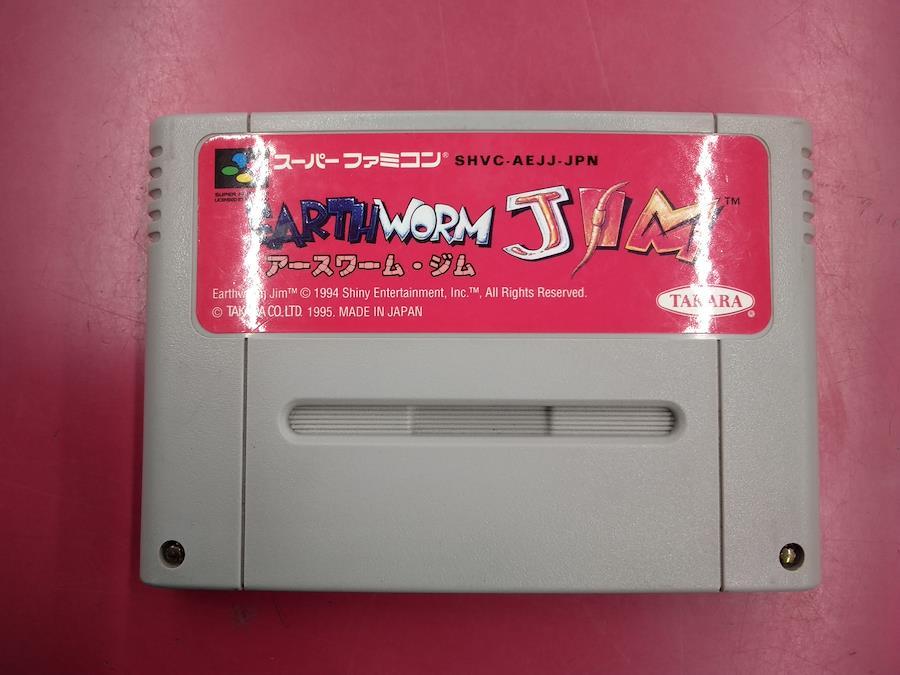 スーパーファミコン® SHVC-AEJJ-JPN
EARTHWORM JIM™
アースワーム・ジム
Earthworm Jim™ © 1994 Shiny Entertainment, Inc.™, All Rights Reserved.
© TAKARA CO.,LTD. 1995. MADE IN JAPAN
TAKARA®